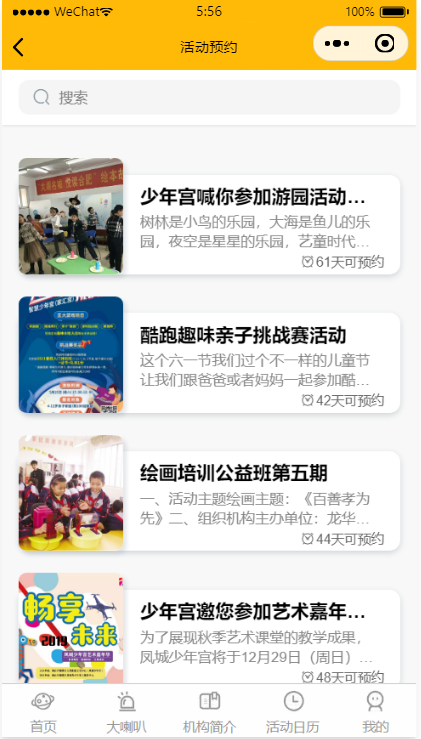 WeChat 5:56 100%
活动预约
搜索
少年宫喊你参加游园活动...
树林是小鸟的乐园，大海是鱼儿的乐
园，夜空是星星的乐园，艺童时代...
61天可预约
酷跑趣味亲子挑战赛活动
这个六一节我们过个不一样的儿童节
让我们跟爸爸或者妈妈一起参加酷...
42天可预约
绘画培训公益班第五期
一、活动主题绘画主题：《百善孝为
先》二、组织机构主办单位：龙华...
44天可预约
畅享
2019 未来
少年宫邀您参加艺术嘉年...
为了展现秋季艺术课堂的教学成果，
凤城少年宫将于12月29日（周日）...
48天可预约
首页 大喇叭 机构简介 活动日历 我的